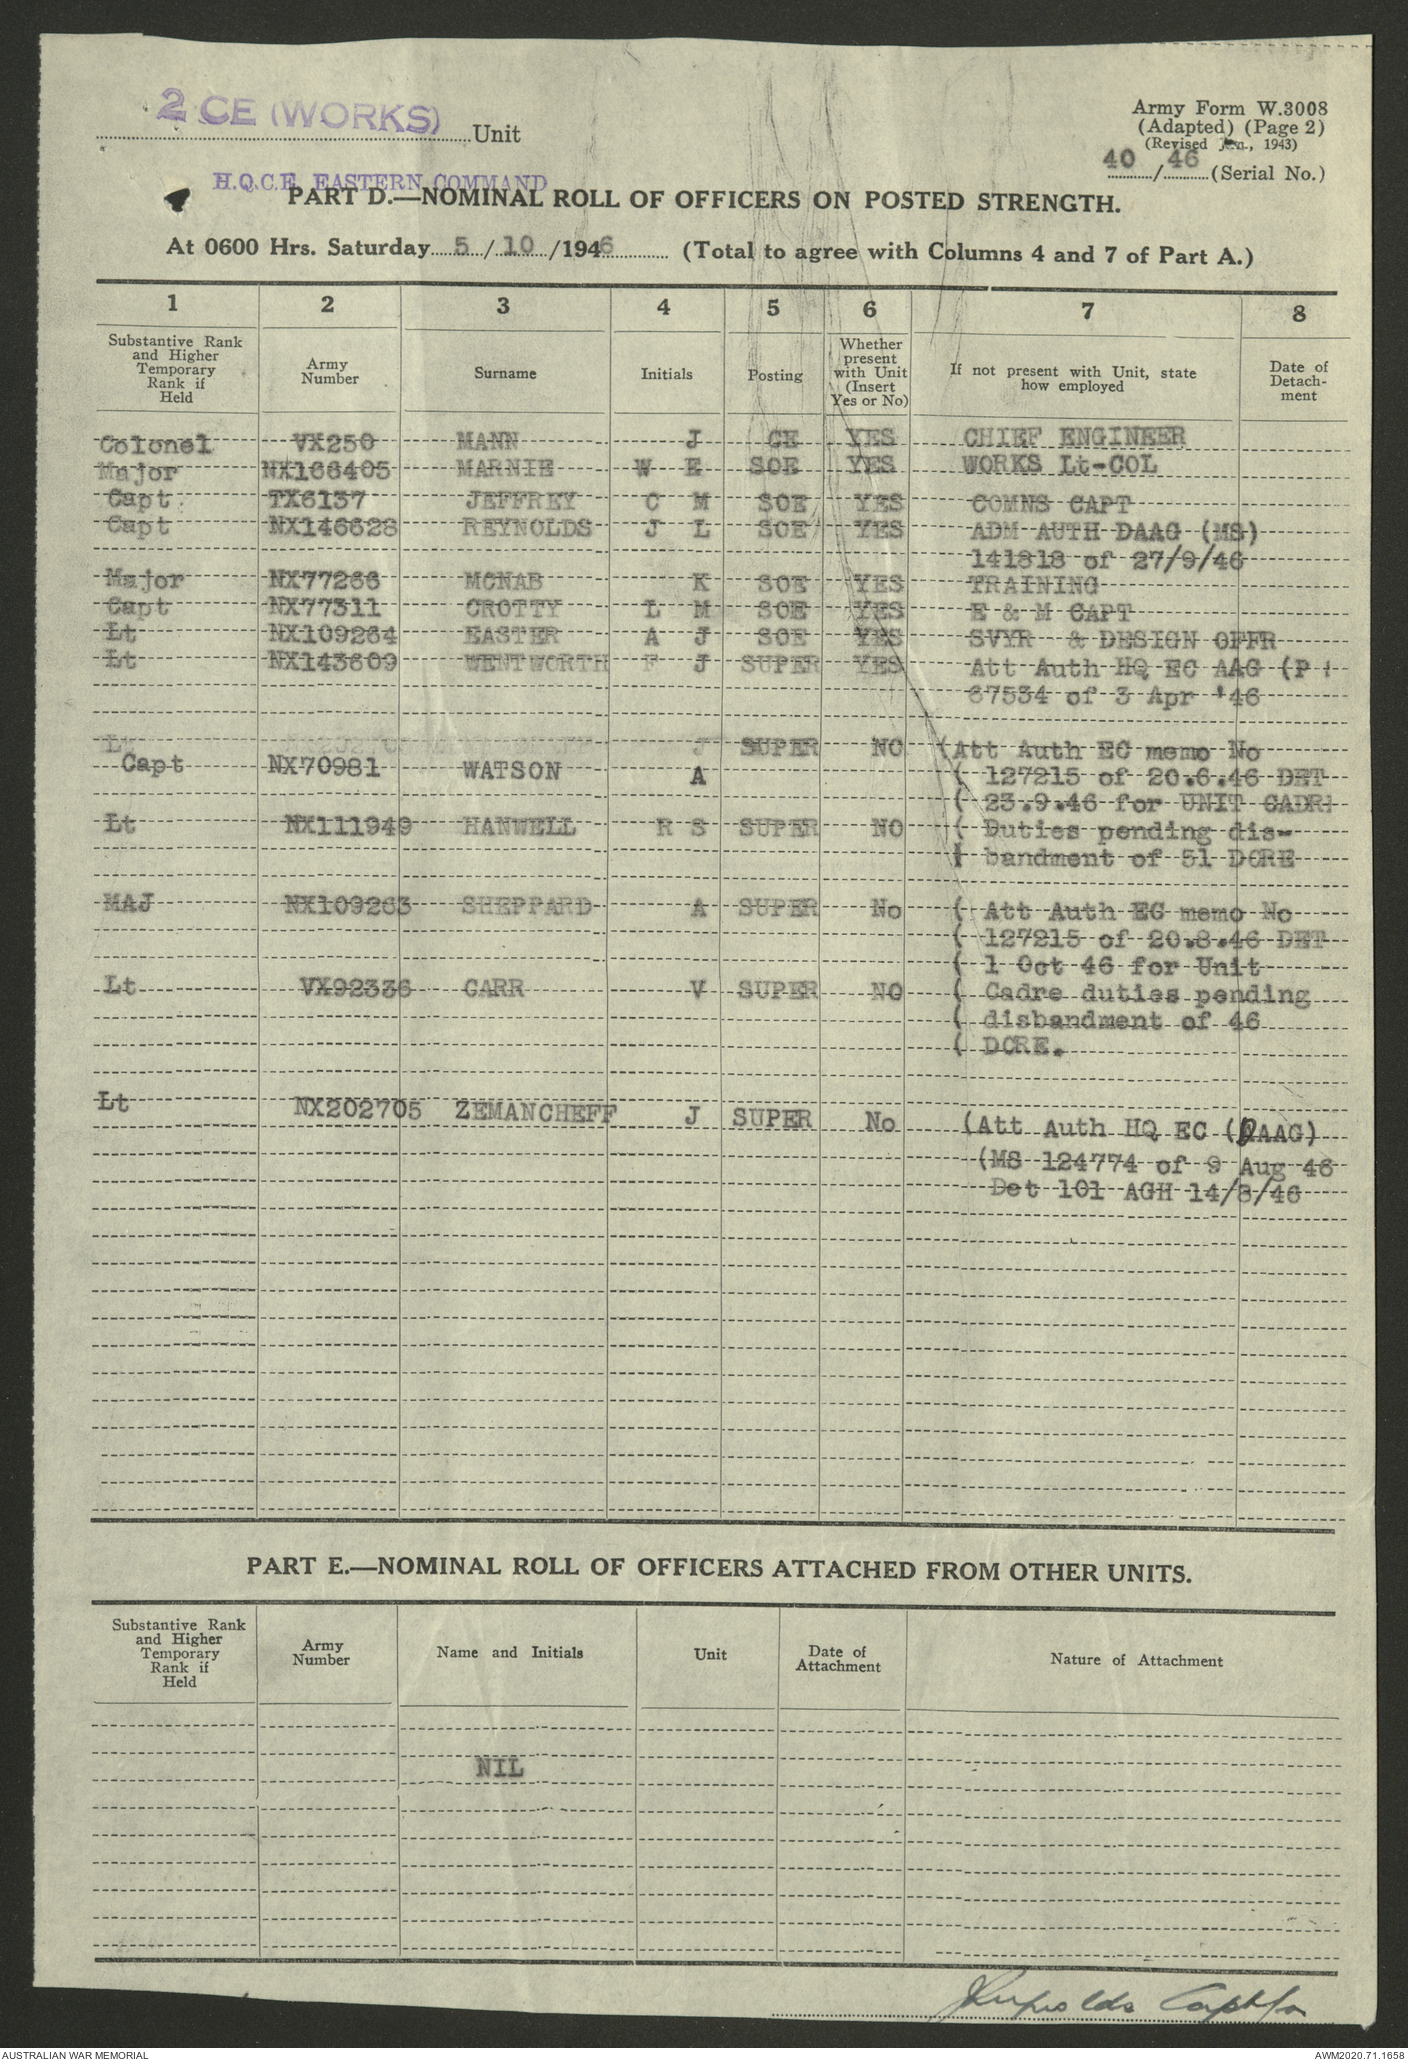 2 CE (WORKS) Unit
Army Form W.3008
(Adapted) (Page 2)
(Revised Jan., 1943)
40/46 (Serial No.)
H.Q.C.E. EASTERN COMMAND
PART D.—NOMINAL ROLL OF OFFICERS ON POSTED STRENGTH.
At 0600 Hrs. Saturday 5/10/1946 (Total to agree with Columns 4 and 7 of Part A.)
1 2 3 4 5 6 7 8
Substantive Rank and Higher Temporary Rank if Held
Army Number
Surname
Initials
Posting
Whether present with Unit (Insert Yes or No)
If not present with Unit, state how employed
Date of Detach-ment
Colonel VX250 MANN J CE YES CHIEF ENGINEER
Major NX166405 MARNIE W E SOE YES WORKS Lt-COL
Capt TX6137 JEFFREY C M SOE YES COMNS CAPT
Capt NX146628 REYNOLDS J L SOE YES ADM AUTH DAAG (MS)
141818 of 27/9/46
Major NX77266 MCNAB K SOE YES TRAINING
Capt NX77311 CROTTY L M SOE YES E & M CAPT
Lt NX109264 EASTER A J SOE YES SVYR & DESIGN OFFR
Lt NX143609 WENTWORTH F J SUPER YES Att Auth HQ EC AAG (P
67534 of 3 Apr '46
Lt J SUPER NO (Att Auth EC memo No
Capt NX70981 WATSON A ( 127215 of 20.6.46 DET
( 23.9.46 for UNIT CADR
Lt NX111949 HANWELL R S SUPER NO ( Duties pending dis-
( bandment of 51 DCRE
MAJ NX109263 SHEPPARD A SUPER No ( Att Auth EC memo No
( 127215 of 20.8.46 DET
( 1 Oct 46 for Unit
Lt VX92336 CARR V SUPER NO ( Cadre duties pending
( disbandment of 46
( DCRE.
Lt NX202705 ZEMANCHEFF J SUPER No (Att Auth HQ EC (DAAG)
(MS 124774 of 9 Aug 46
Det 101 AGH 14/8/46
PART E.—NOMINAL ROLL OF OFFICERS ATTACHED FROM OTHER UNITS.
Substantive Rank and Higher Temporary Rank if Held
Army Number
Name and Initials
Unit
Date of Attachment
Nature of Attachment
NIL
JReynolds Capt for
AUSTRALIAN WAR MEMORIAL
AWM2020.71.1658